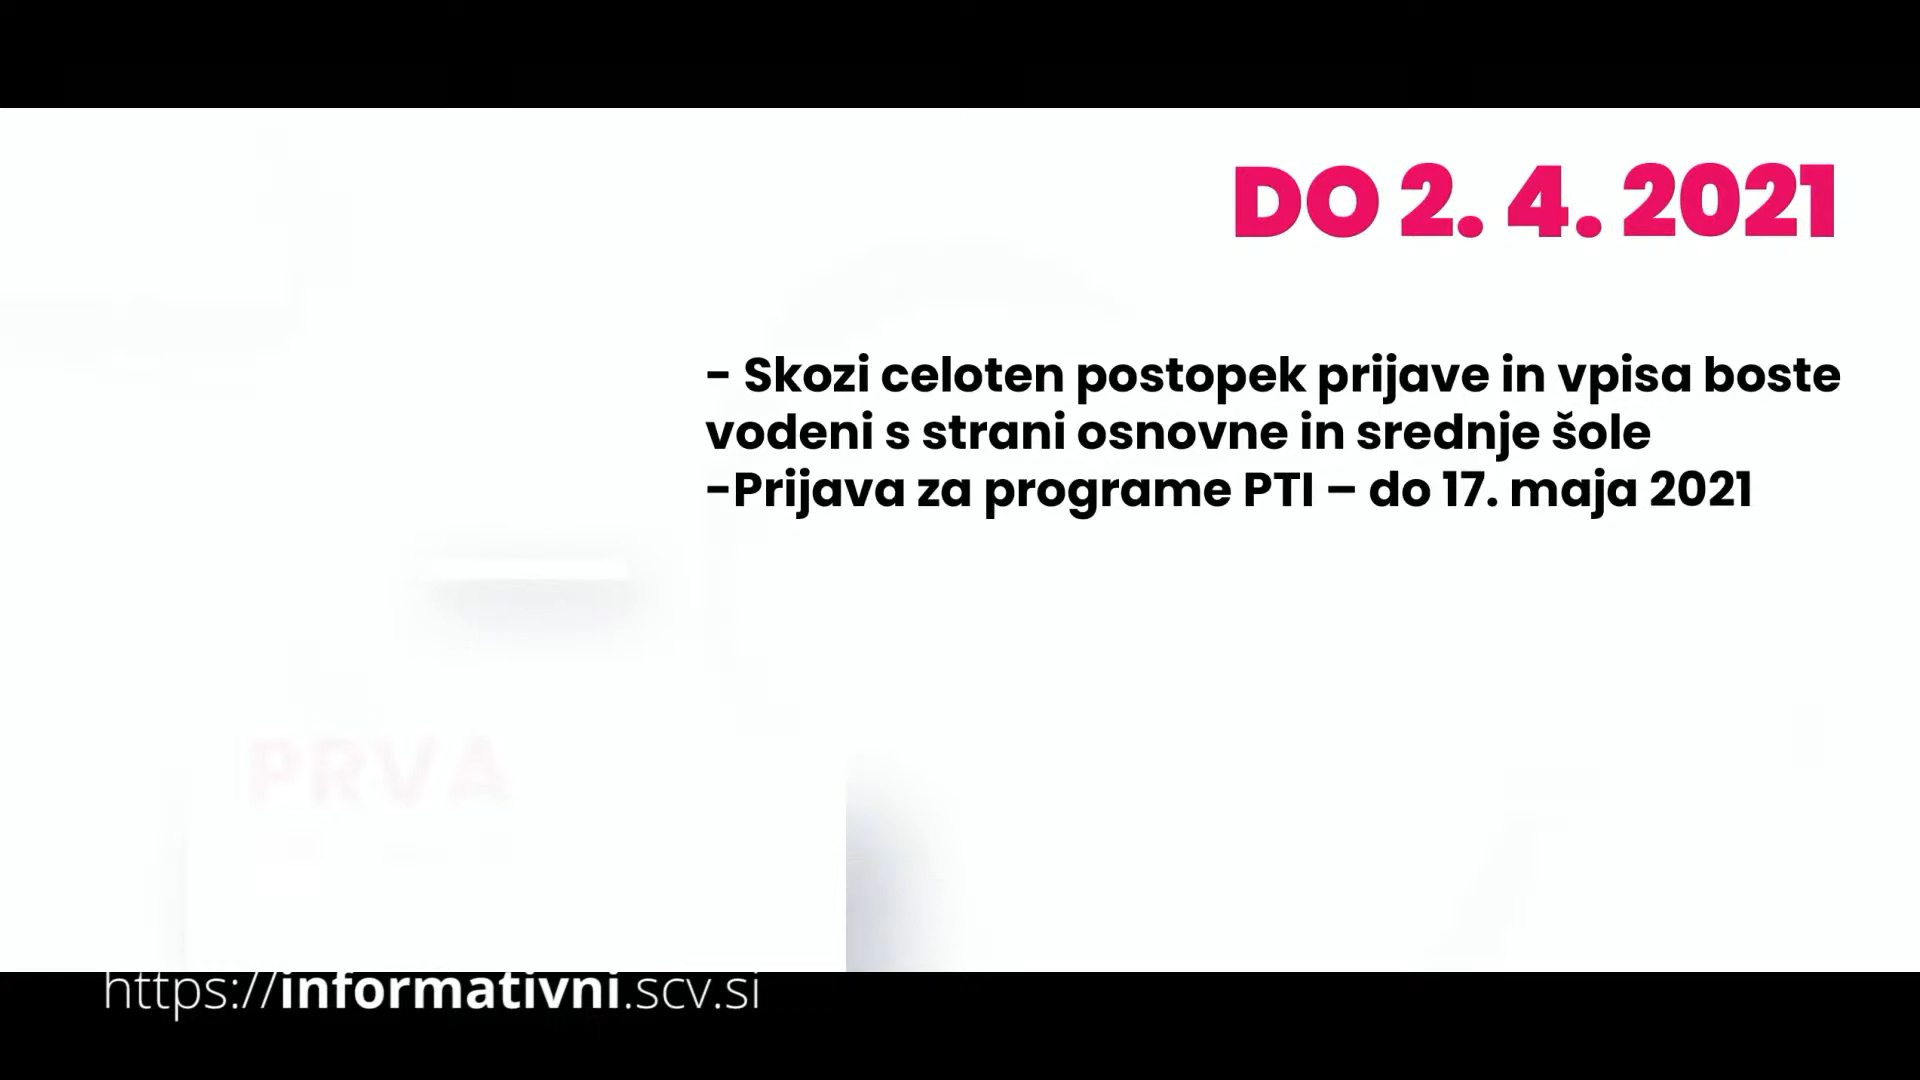 DO 2. 4. 2021
- Skozi celoten postopek prijave in vpisa boste
vodeni s strani osnovne in srednje šole
-Prijava za programe PTI – do 17. maja 2021
PRVA
https://informativni.scv.si